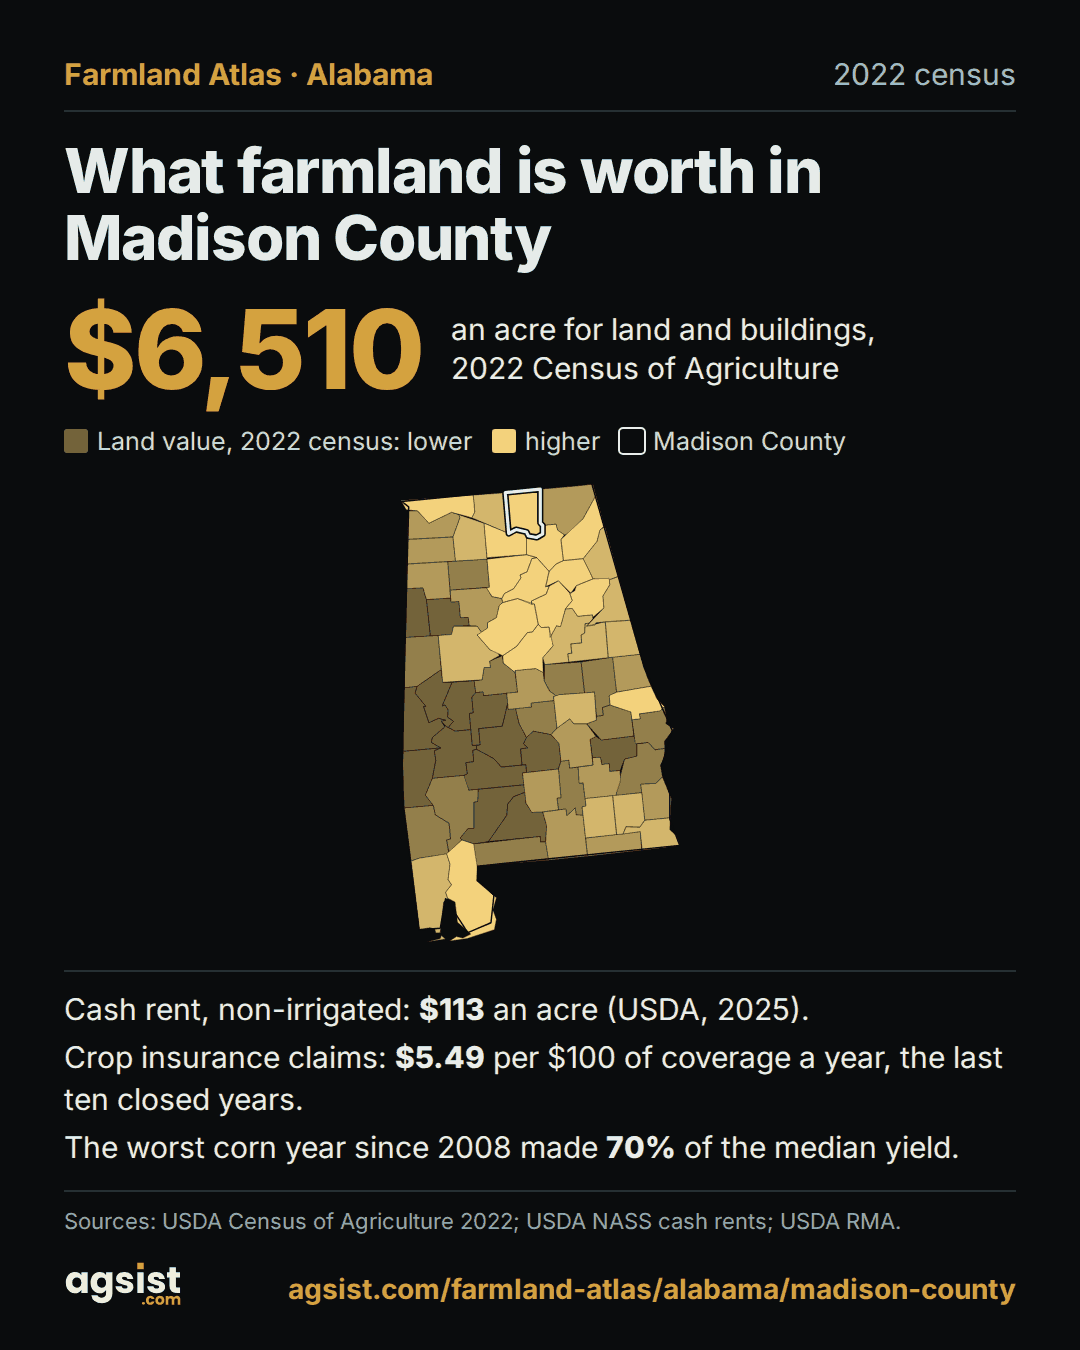 Farmland Atlas · Alabama
2022 census
What farmland is worth in
Madison County
$6,510
an acre for land and buildings,
2022 Census of Agriculture
Land value, 2022 census: lower
higher
Madison County
Cash rent, non-irrigated: $113 an acre (USDA, 2025).
Crop insurance claims: $5.49 per $100 of coverage a year, the last
ten closed years.
The worst corn year since 2008 made 70% of the median yield.
Sources: USDA Census of Agriculture 2022; USDA NASS cash rents; USDA RMA.
agsist
.com
agsist.com/farmland-atlas/alabama/madison-county